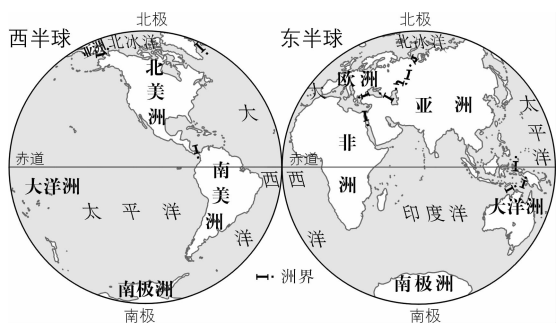 西半球
北极
北冰洋
北美洲
大西洋
赤道
大洋洲
太平洋
南美洲
南极洲
南极
东半球
北极
北冰洋
欧洲
亚洲
大西洋
太平洋
赤道
非洲
印度洋
大洋洲
南极洲
南极
洲界